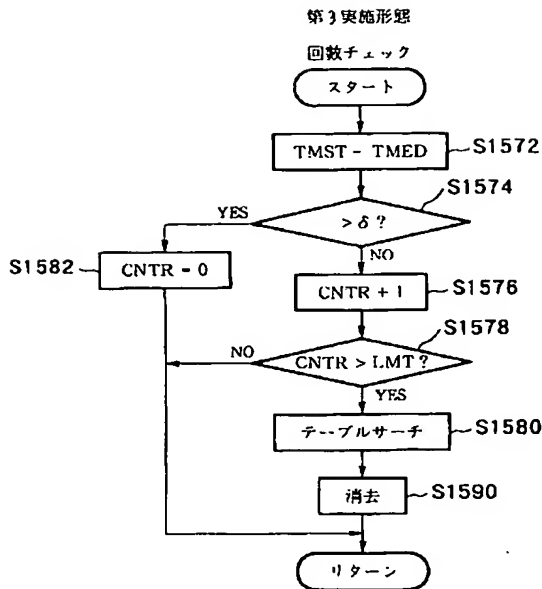 第3実施形態
回数チェック
スタート
TMST - TMED
S1572
S1574
> δ ?
YES
NO
S1582
CNTR = 0
CNTR + 1
S1576
S1578
CNTR > LMT ?
NO
YES
テーブルサーチ
S1580
消去
S1590
リターン